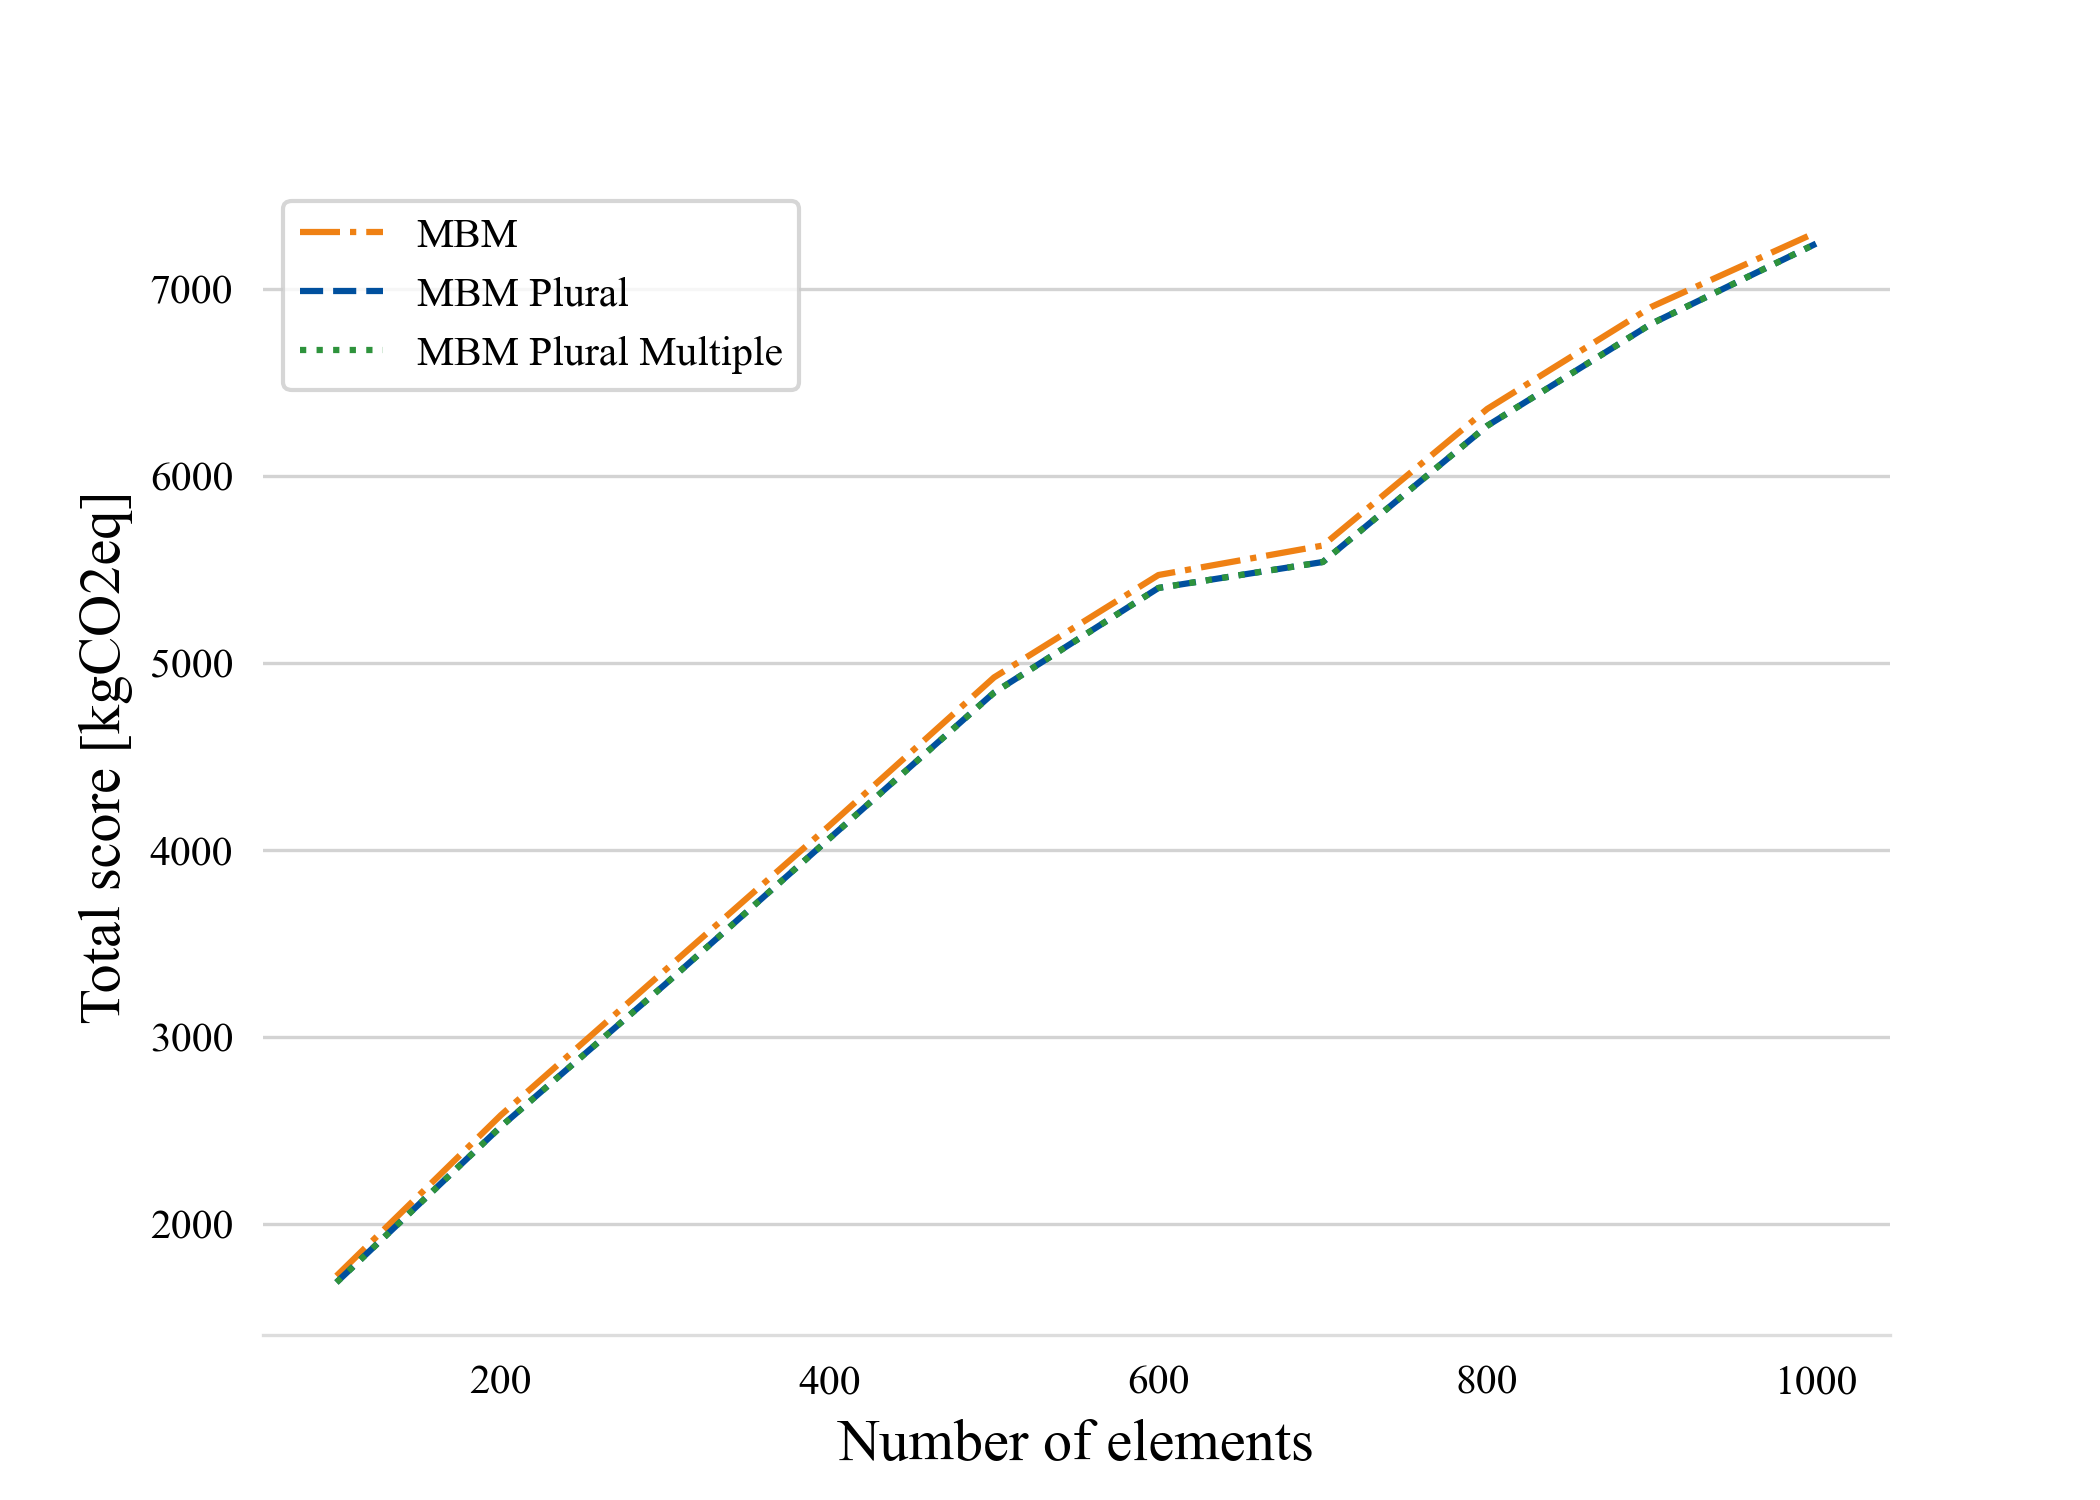 MBM
MBM Plural
MBM Plural Multiple
7000
6000
5000
4000
3000
2000
Total score [kgCO2eq]
200 400 600 800 1000
Number of elements